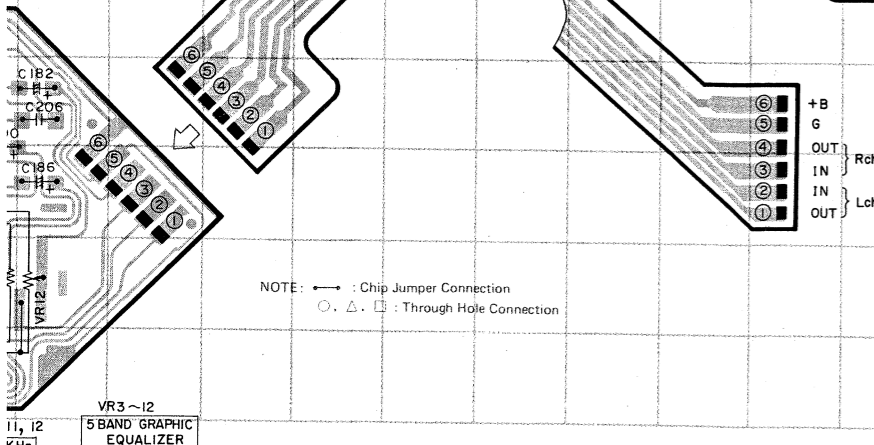 C182
C206
C186
⑥
⑤
④
③
②
①
⑥
⑤
④
③
②
①
⑥ +B
⑤ G
④ OUT
③ IN
Rch
② IN
① OUT
Lch
NOTE: : Chip Jumper Connection
○, △, □ : Through Hole Connection
VR12
VR3~12
5 BAND GRAPHIC
EQUALIZER
11, 12